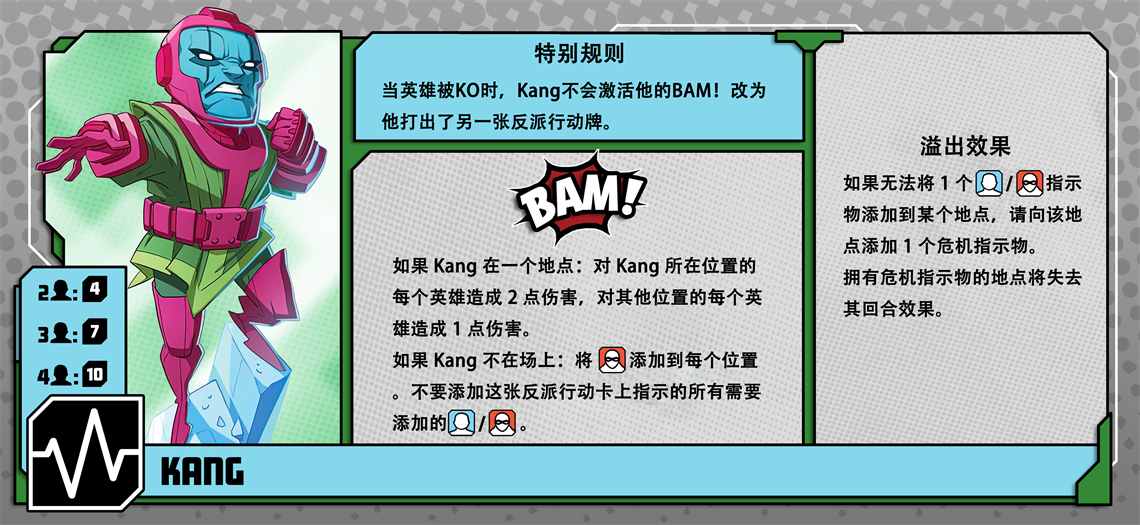 特别规则
当英雄被KO时，Kang不会激活他的BAM！改为
他打出了另一张反派行动牌。
BAM!
如果 Kang 在一个地点：对 Kang 所在位置的
每个英雄造成 2 点伤害，对其他位置的每个英
雄造成 1 点伤害。
如果 Kang 不在场上：将 添加到每个位置
。不要添加这张反派行动卡上指示的所有需要
添加的 / 。
溢出效果
如果无法将 1 个 / 指示
物添加到某个地点，请向该地
点添加 1 个危机指示物。
拥有危机指示物的地点将失去
其回合效果。
2 : 4
3 : 7
4 : 10
KANG